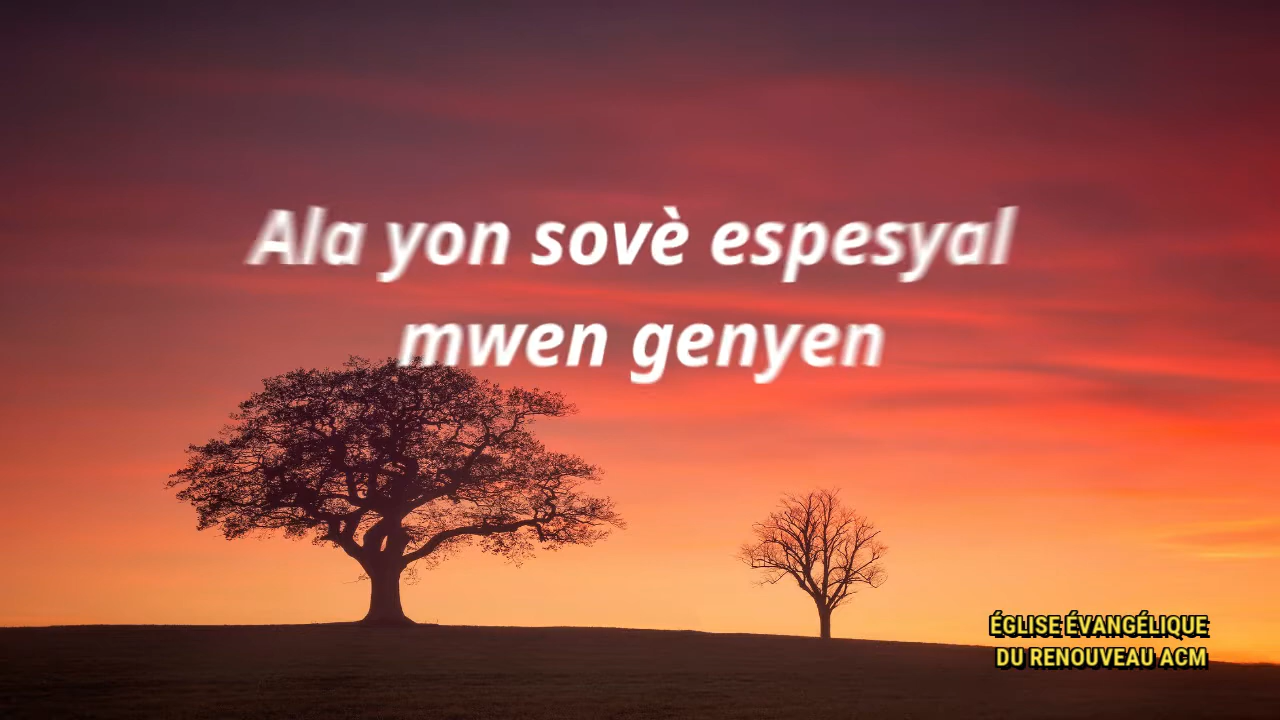 Ala yon sovè espesyal
mwen genyen
ÉGLISE ÉVANGÉLIQUE
DU RENOUVEAU ACM